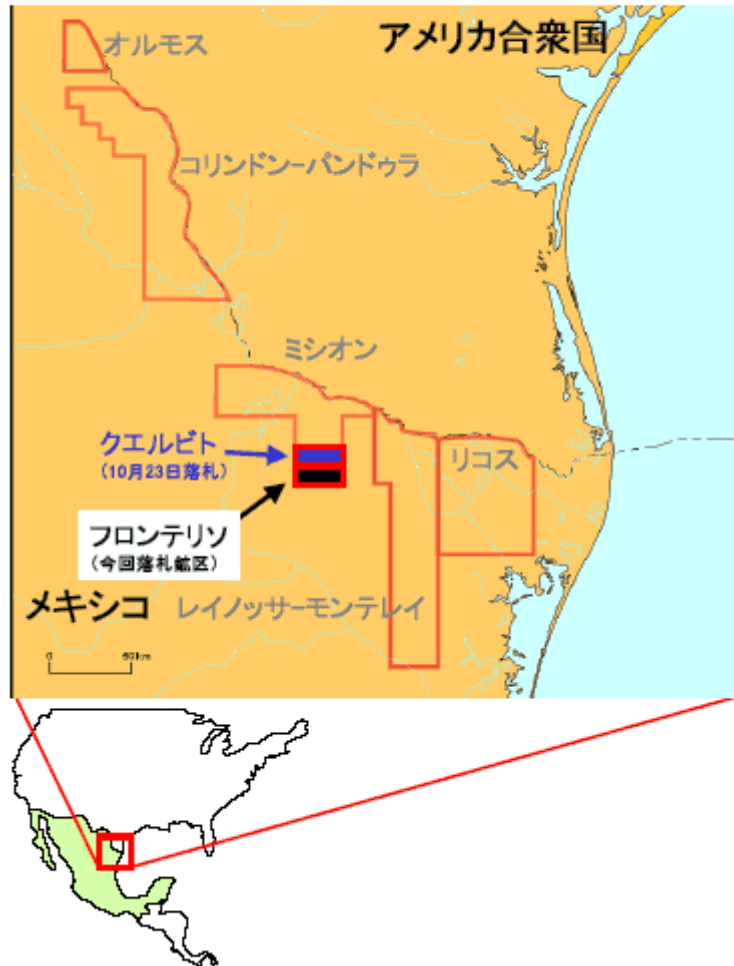 オルモス
アメリカ合衆国
コリンドンーパンドゥラ
ミシオン
クエルビト
（10月23日落札）
リコス
フロンテリソ
（今回落札鉱区）
メキシコ
レイノッサーモンテレイ
0 60km